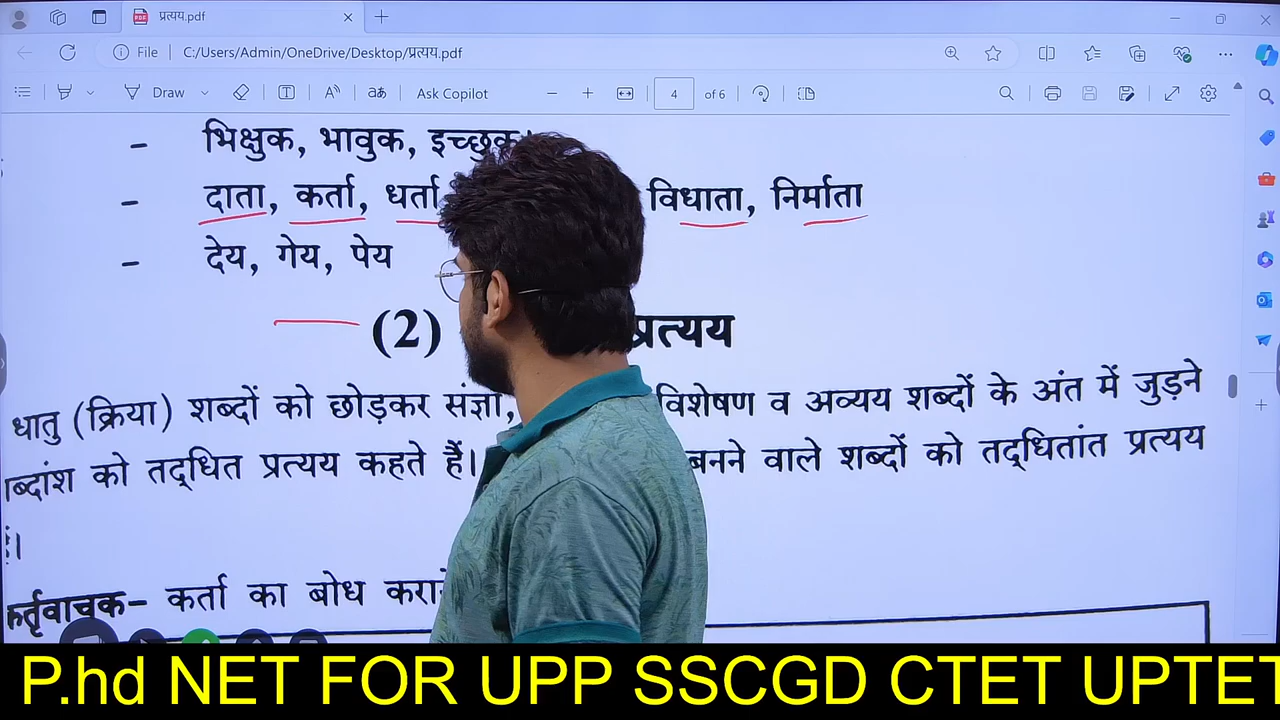 प्रत्यय.pdf
File C:/Users/Admin/OneDrive/Desktop/प्रत्यय.pdf
Draw aあ Ask Copilot 4 of 6
- भिक्षुक, भावुक, इच्छुक
- दाता, कर्ता, धर्ता विधाता, निर्माता
- देय, गेय, पेय
(2) प्रत्यय
धातु (क्रिया) शब्दों को छोड़कर संज्ञा, विशेषण व अव्यय शब्दों के अंत में जुड़ने
को तद्धित प्रत्यय कहते हैं। बनने वाले शब्दों को तद्धितांत प्रत्यय
।
कर्ता का बोध
P.hd NET FOR UPP SSCGD CTET UPTET